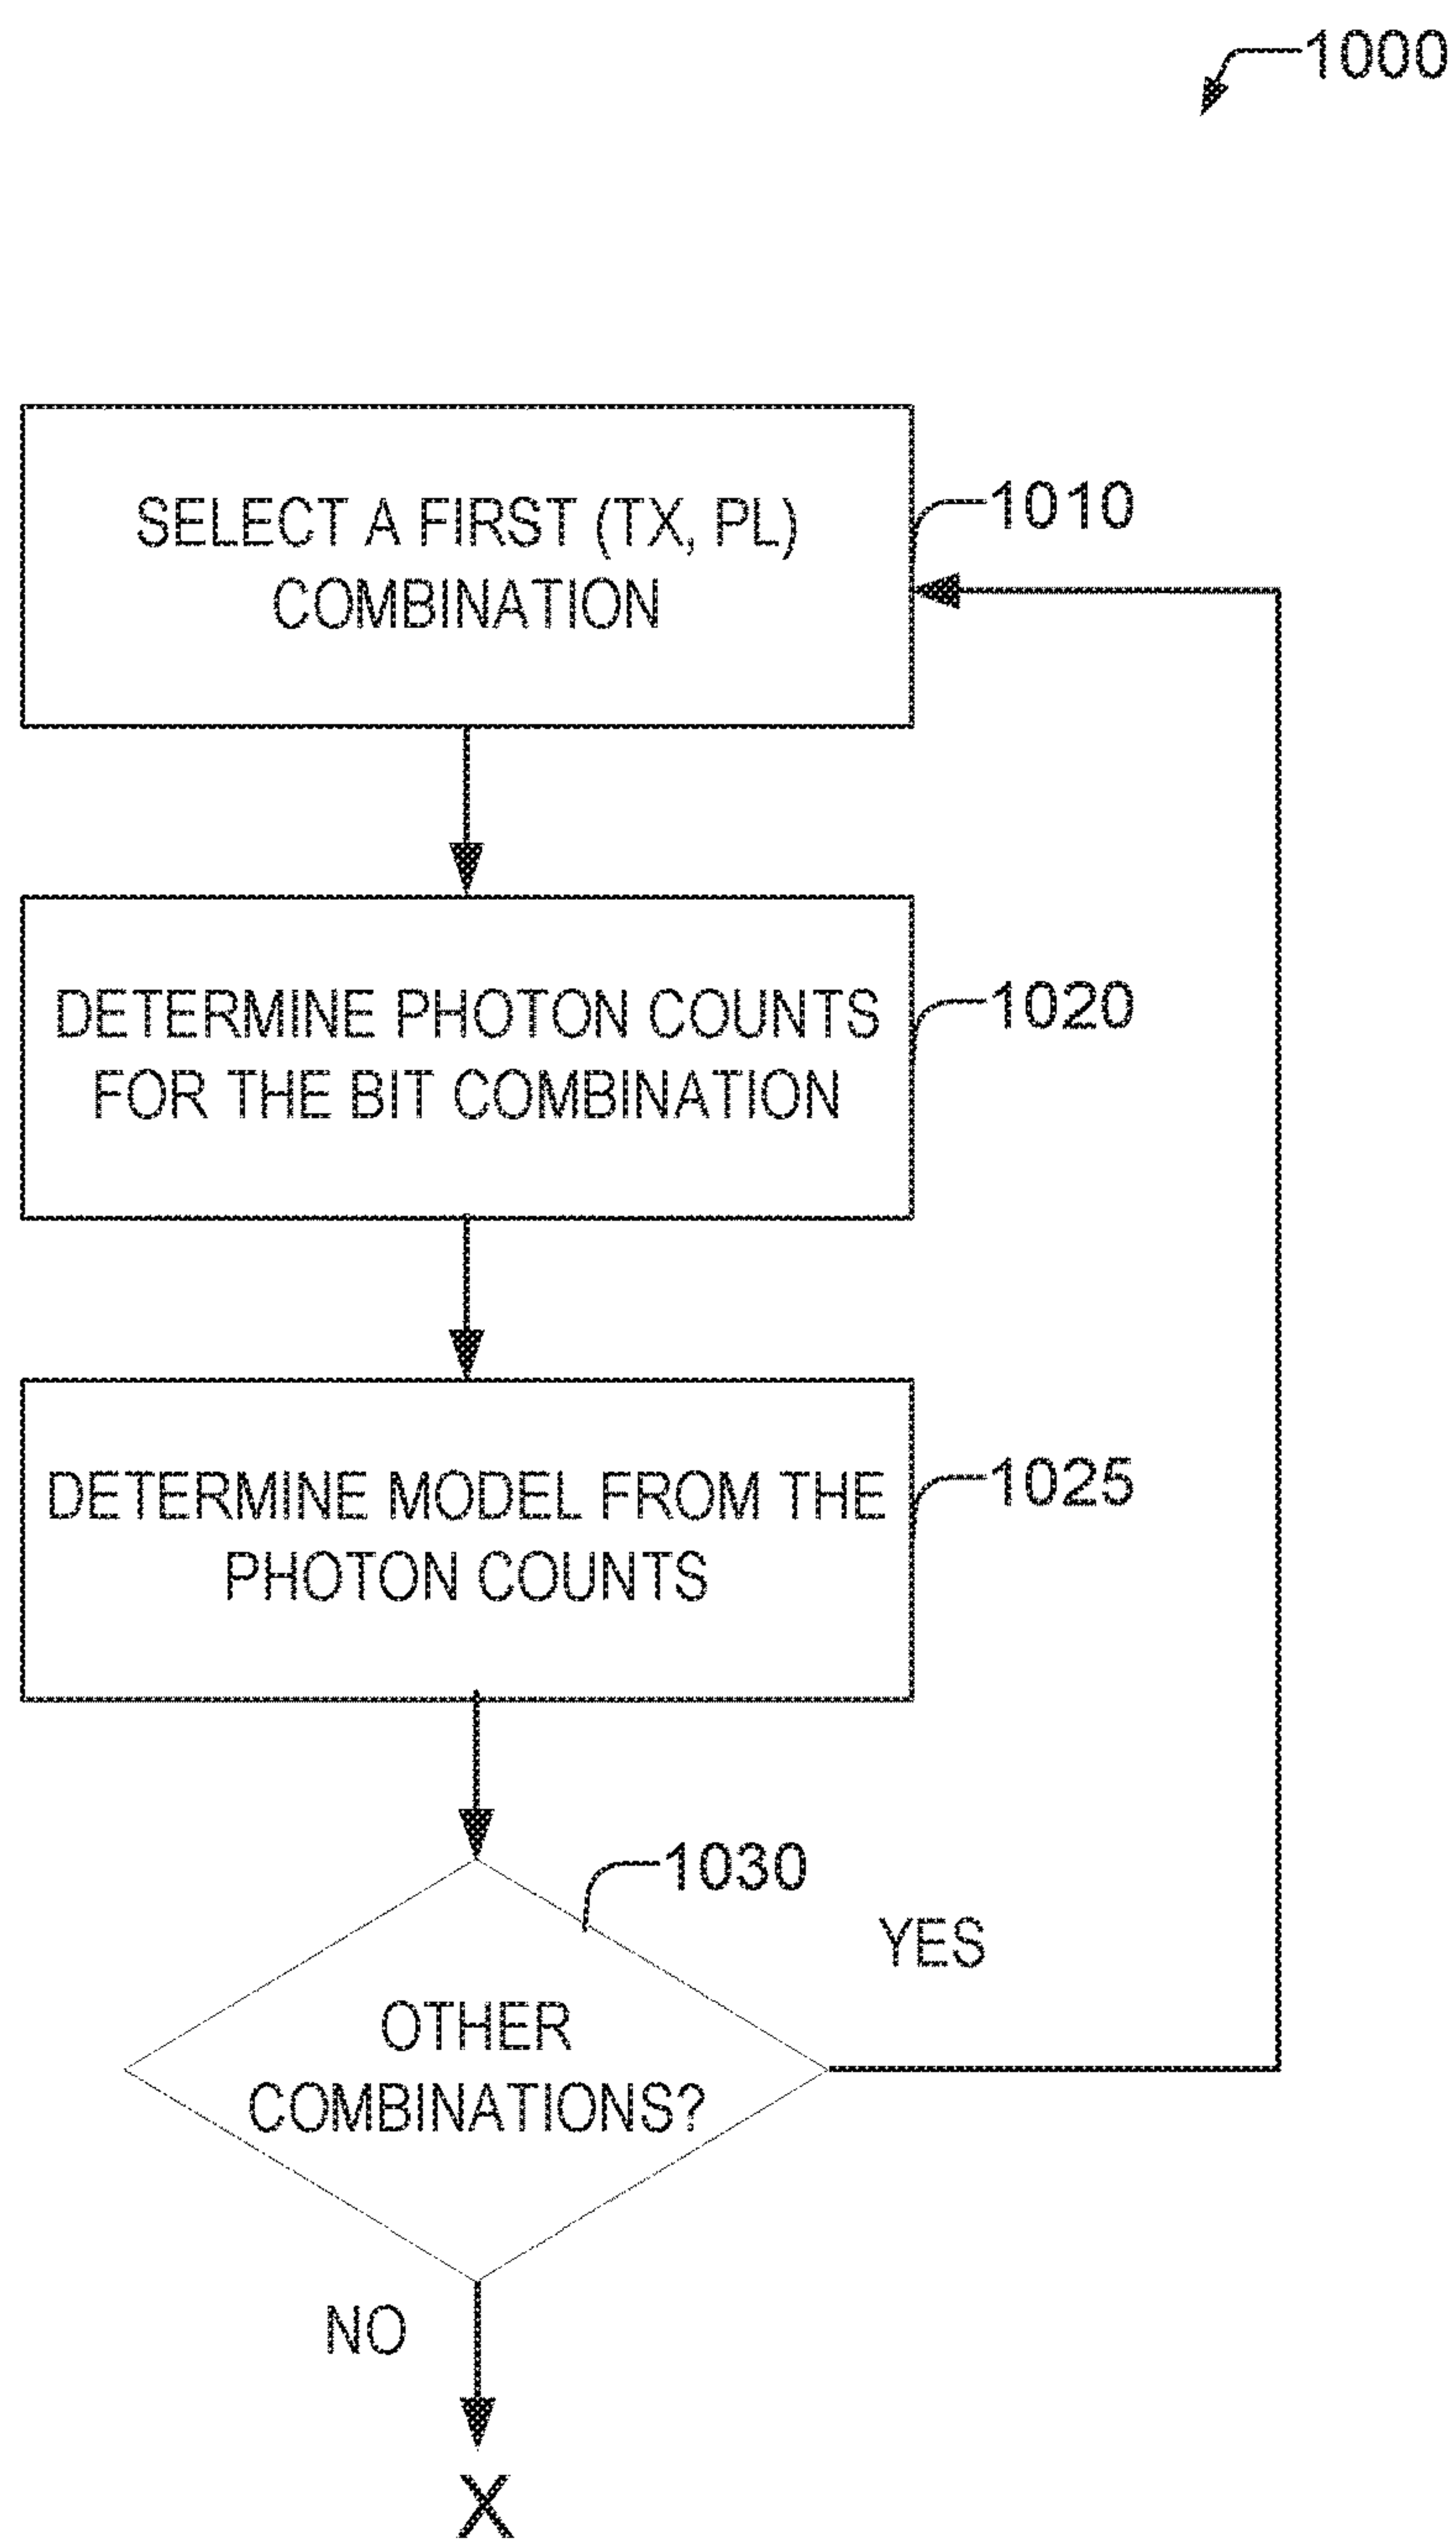 1000
SELECT A FIRST (TX, PL)
COMBINATION
1010
DETERMINE PHOTON COUNTS
FOR THE BIT COMBINATION
1020
DETERMINE MODEL FROM THE
PHOTON COUNTS
1025
1030
YES
OTHER
COMBINATIONS?
NO
X